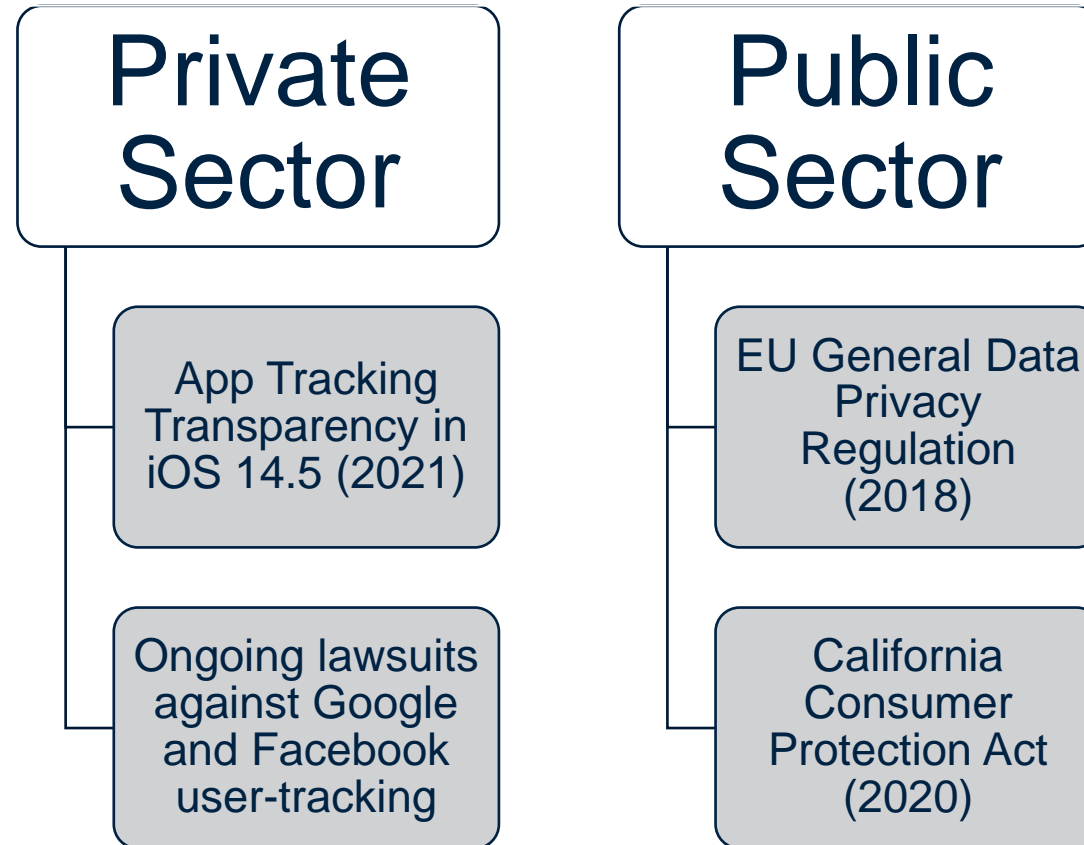 Private
Sector
App Tracking
Transparency in
iOS 14.5 (2021)
Ongoing lawsuits
against Google
and Facebook
user-tracking
Public
Sector
EU General Data
Privacy
Regulation
(2018)
California
Consumer
Protection Act
(2020)